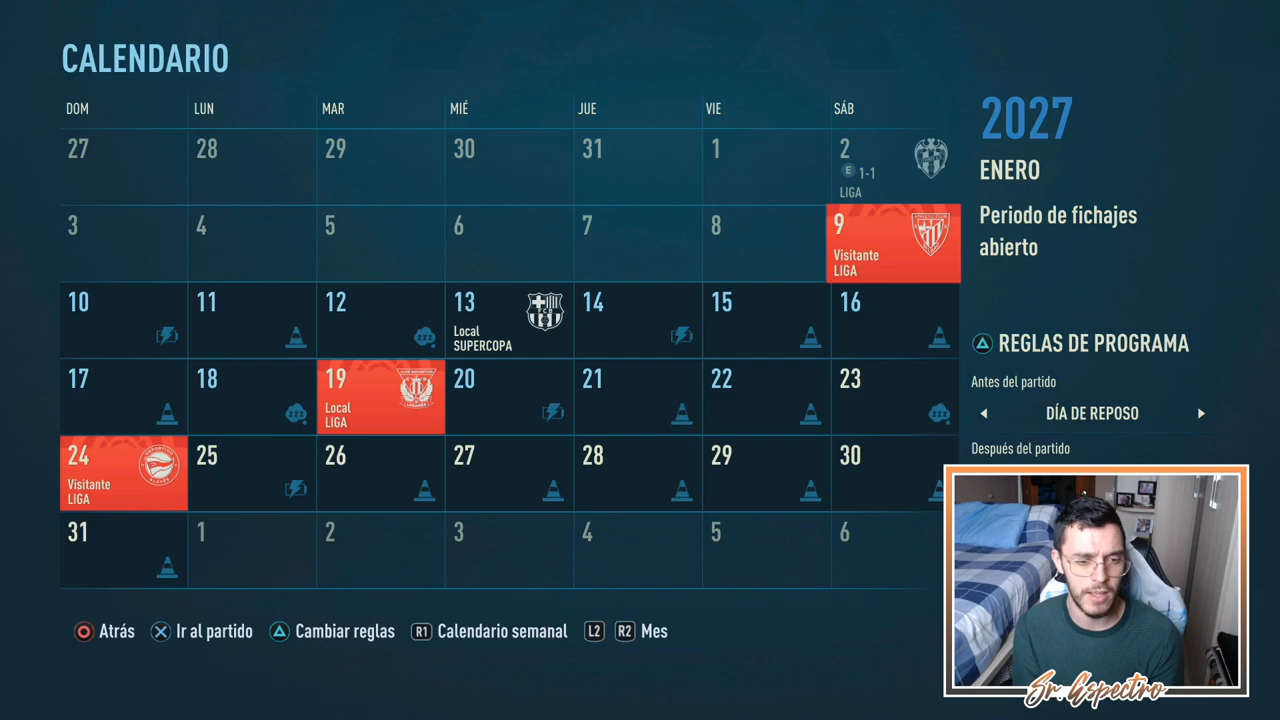 CALENDARIO
DOM LUN MAR MIÉ JUE VIE SÁB
27 28 29 30 31 1 2
E 1-1
LIGA
3 4 5 6 7 8 9
Visitante
LIGA
10 11 12 13 14 15 16
Local
SUPERCOPA
17 18 19 20 21 22 23
Local
LIGA
24 25 26 27 28 29 30
Visitante
LIGA
31 1 2 3 4 5 6
2027
ENERO
Periodo de fichajes
abierto
REGLAS DE PROGRAMA
Antes del partido
DÍA DE REPOSO
Después del partido
Atrás Ir al partido Cambiar reglas R1 Calendario semanal L2 R2 Mes
Sr. Aspectro